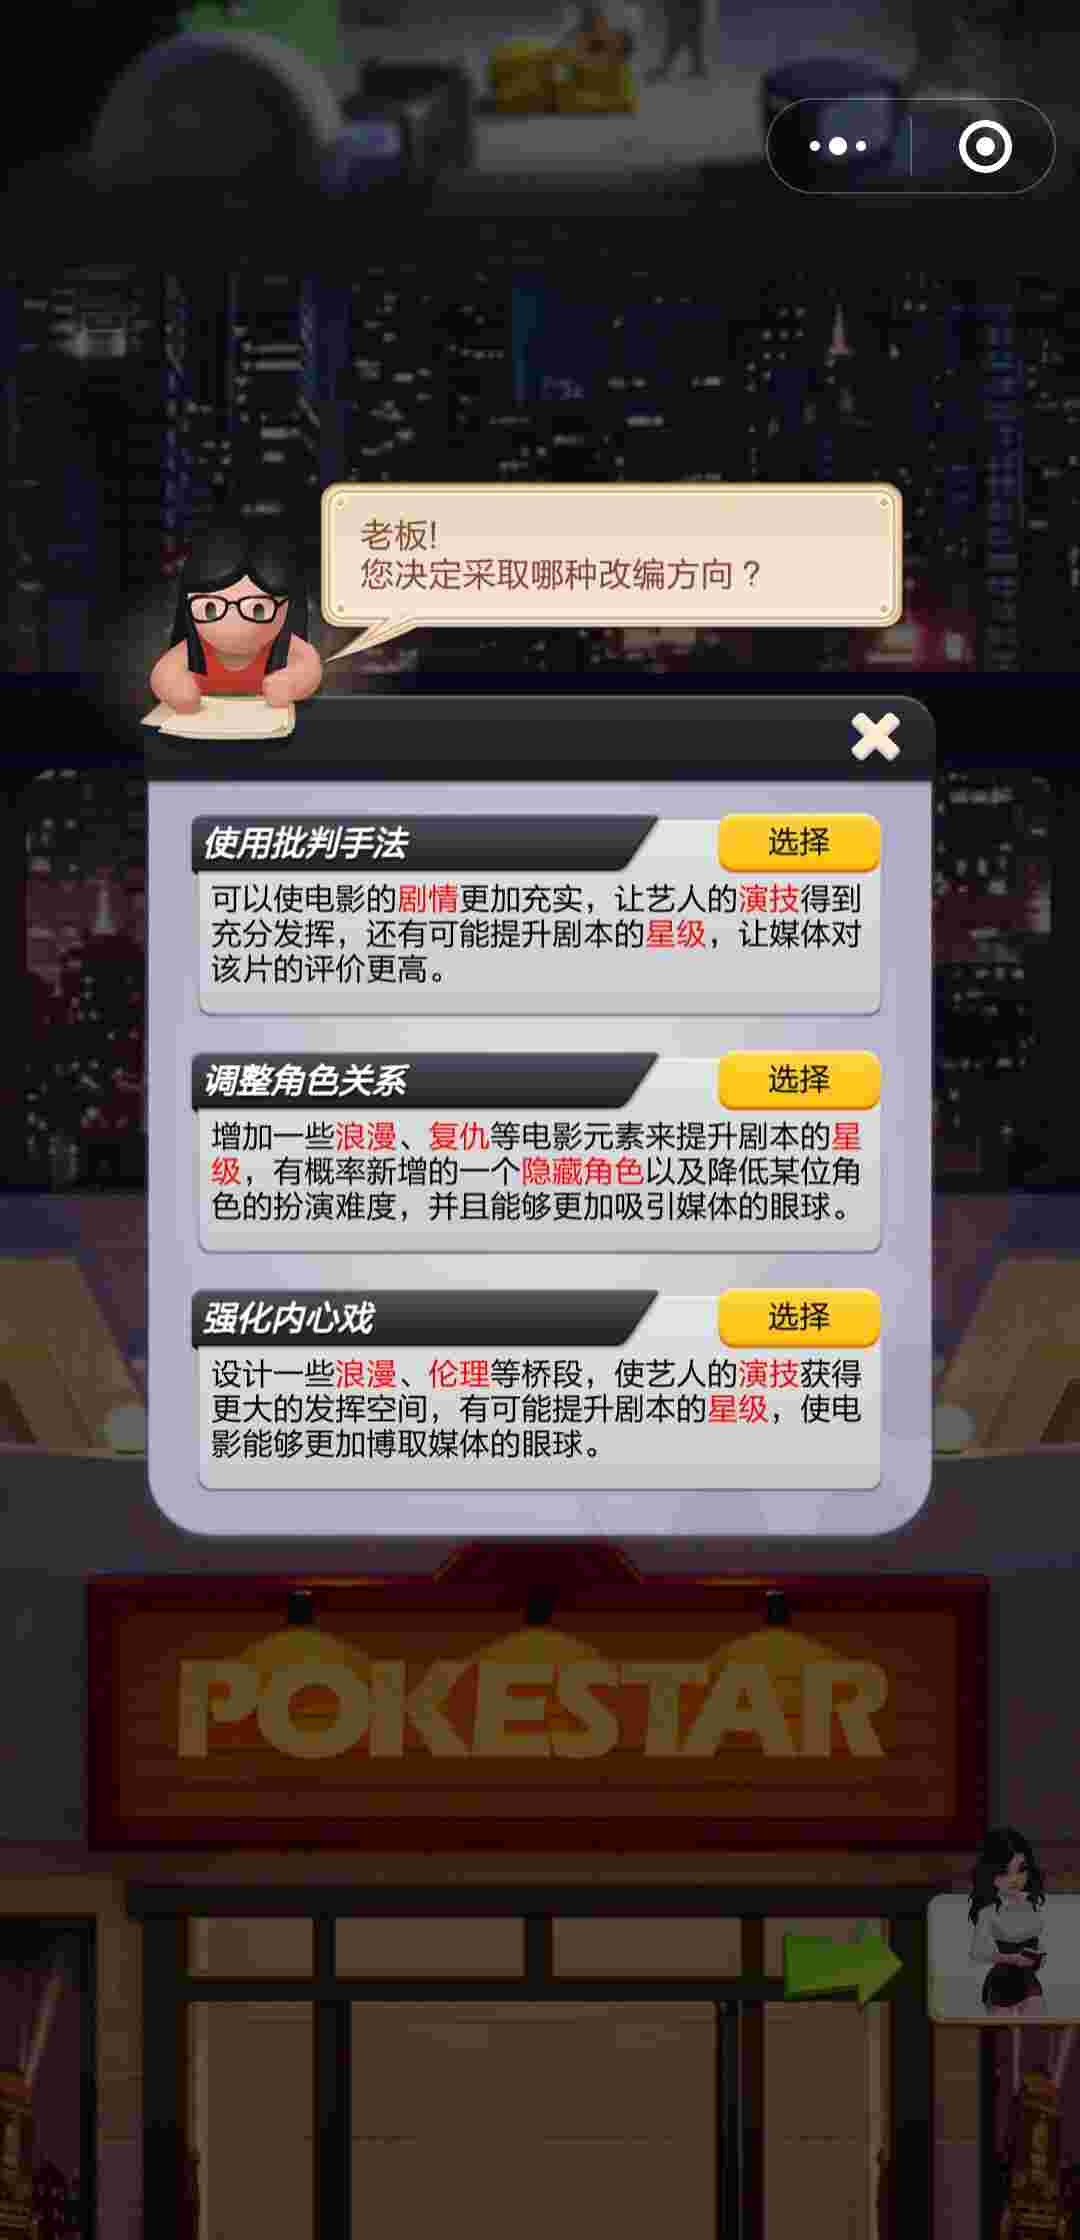 老板!
您决定采取哪种改编方向？
使用批判手法
选择
可以使电影的剧情更加充实，让艺人的演技得到
充分发挥，还有可能提升剧本的星级，让媒体对
该片的评价更高。
调整角色关系
选择
增加一些浪漫、复仇等电影元素来提升剧本的星
级，有概率新增的一个隐藏角色以及降低某位角
色的扮演难度，并且能够更加吸引媒体的眼球。
强化内心戏
选择
设计一些浪漫、伦理等桥段，使艺人的演技获得
更大的发挥空间，有可能提升剧本的星级，使电
影能够更加博取媒体的眼球。
POKESTAR